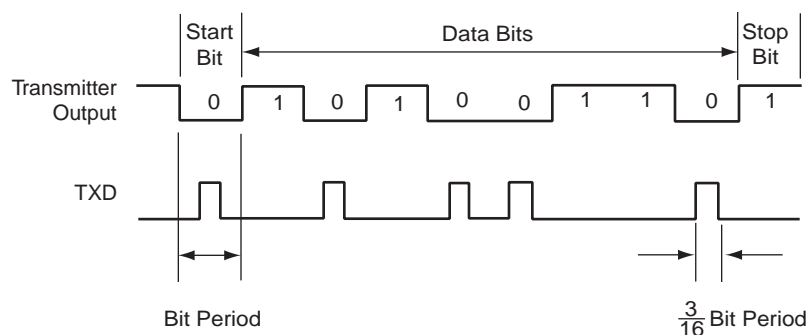 Start
Bit
Data Bits
Stop
Bit
Transmitter
Output
0 1 0 1 0 0 1 1 0 1
TXD
Bit Period
3/16 Bit Period